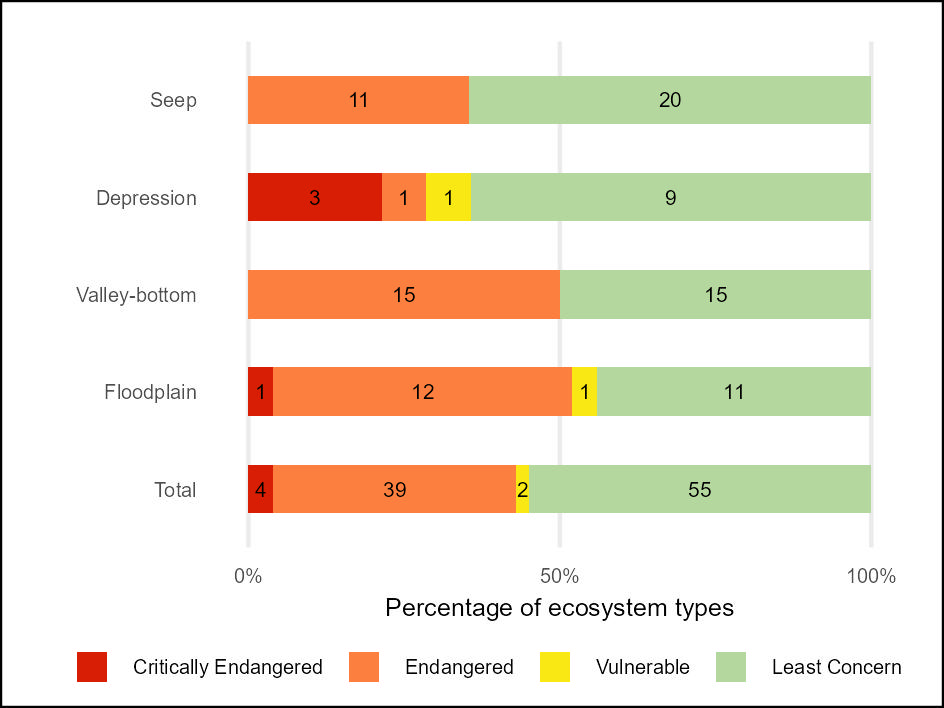 Seep 11 20
Depression 3 1 1 9
Valley-bottom 15 15
Floodplain 1 12 1 11
Total 4 39 2 55
0% 50% 100%
Percentage of ecosystem types
Critically Endangered Endangered Vulnerable Least Concern